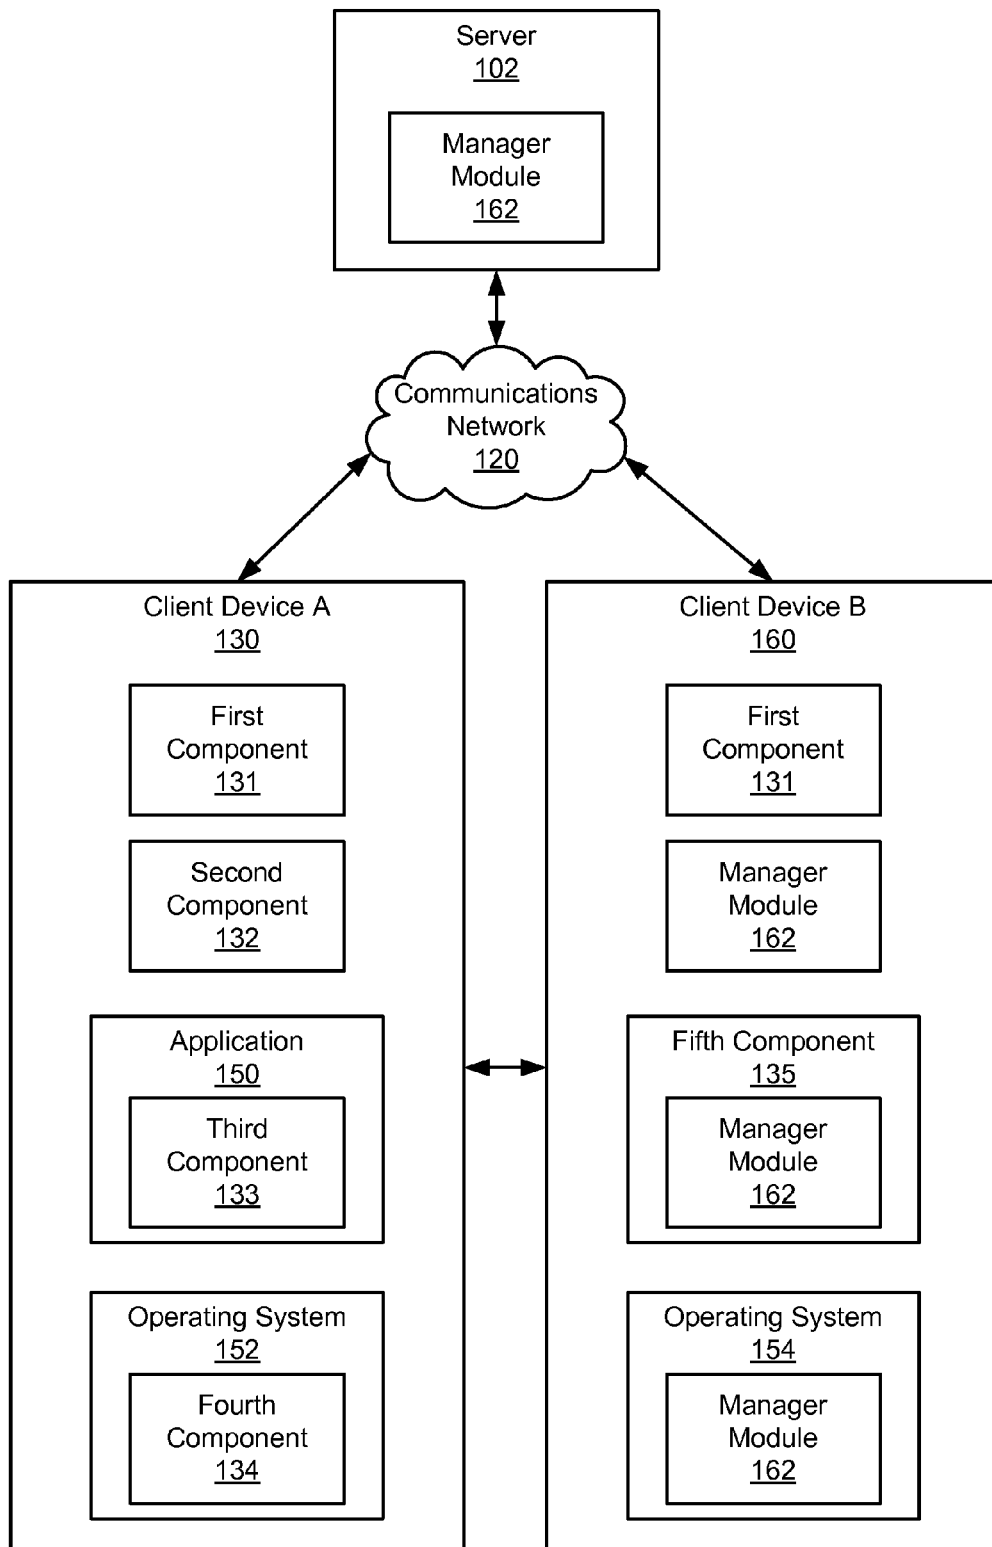 Server
102
Manager
Module
162
Communications
Network
120
Client Device A
130
First
Component
131
Second
Component
132
Application
150
Third
Component
133
Operating System
152
Fourth
Component
134
Client Device B
160
First
Component
131
Manager
Module
162
Fifth Component
135
Manager
Module
162
Operating System
154
Manager
Module
162